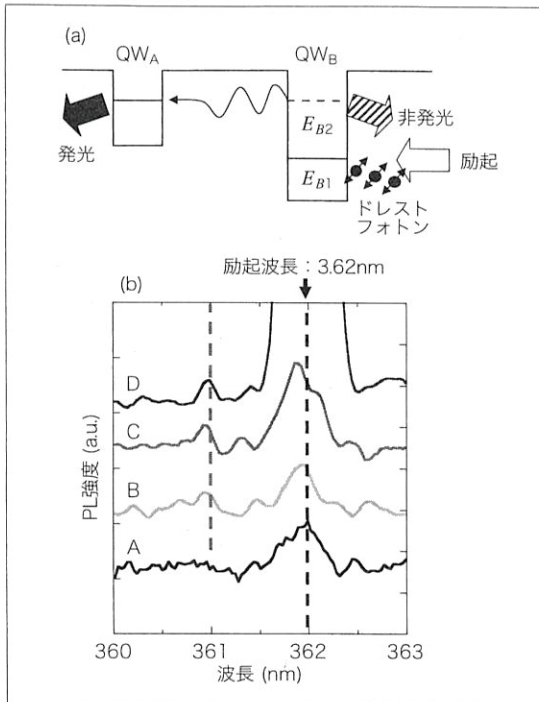 (a)
QWA QWB
発光
EB2
非発光
EB1
励起
ドレスト
フォトン
(b)
励起波長：3.62nm
D
C
B
A
PL強度 (a.u.)
360 361 362 363
波長 (nm)